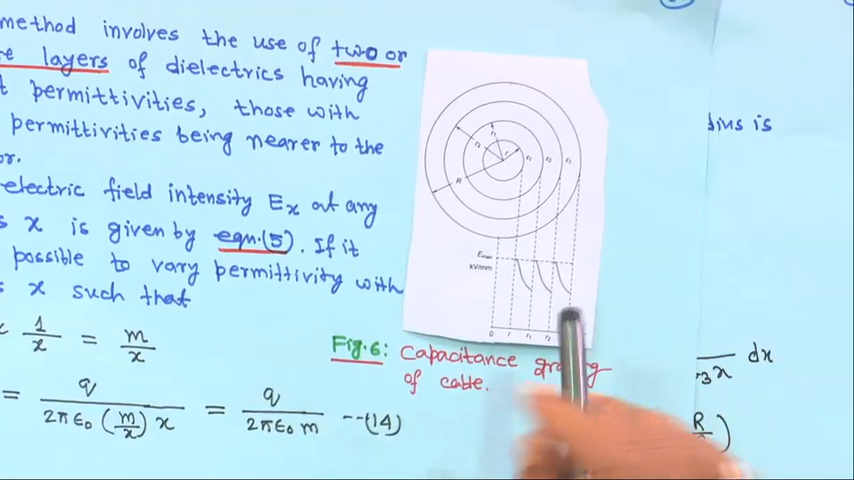 method involves the use of two or
layers of dielectrics having
permittivities, those with
permittivities being nearer to the
electric field intensity Ex at any
x is given by eqn.(5). If it
possible to vary permittivity with
x such that
1/x = m/x
= q / 2πϵ₀ (m/x) x = q / 2πϵ₀ m --(14)
r₁
r₂
r
R
ε₁
ε₂
ε₃
Emax
kV/mm
0 r r₁ r₂
Fig.6: Capacitance grading
of cable.
is
dx
R